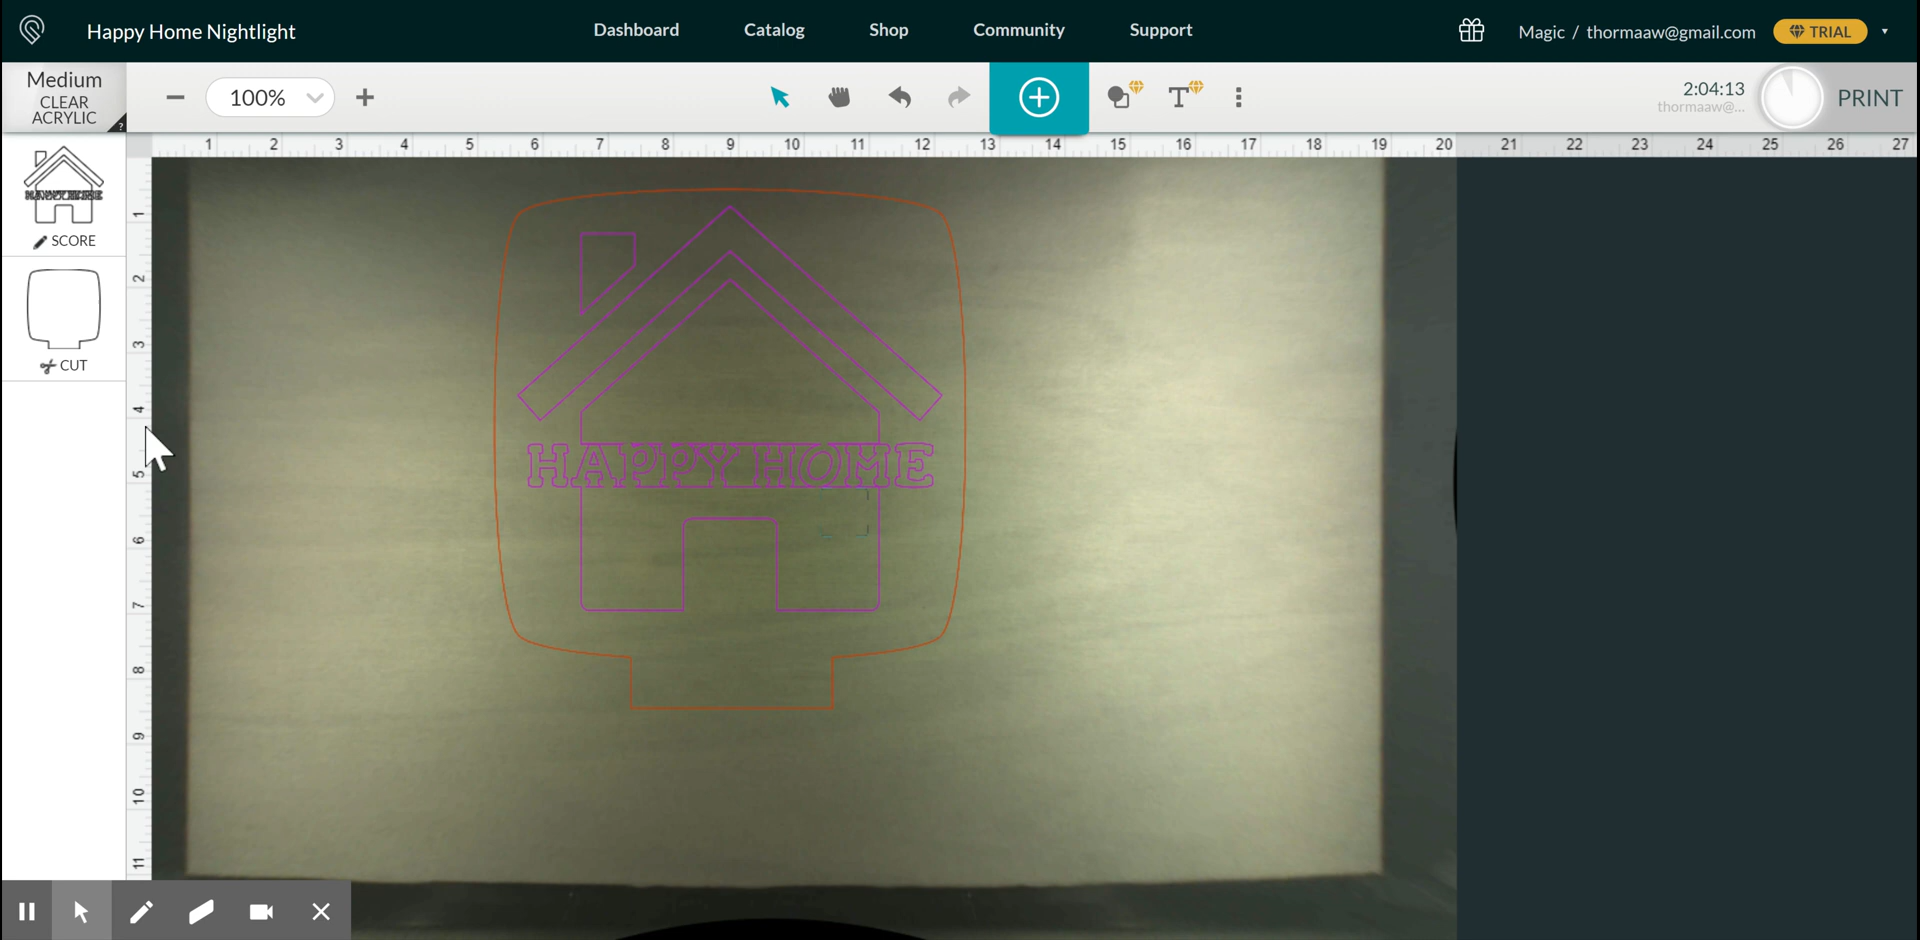 Happy Home Nightlight
Dashboard
Catalog
Shop
Community
Support
Magic / thormaaw@gmail.com
TRIAL
Medium
CLEAR
ACRYLIC
?
100%
T
2:04:13
thormaaw@...
PRINT
1 2 3 4 5 6 7 8 9 10 11 12 13 14 15 16 17 18 19 20 21 22 23 24 25 26 27
1
2
3
4
5
6
7
8
9
10
11
HAPPY HOME
SCORE
CUT
HAPPY HOME